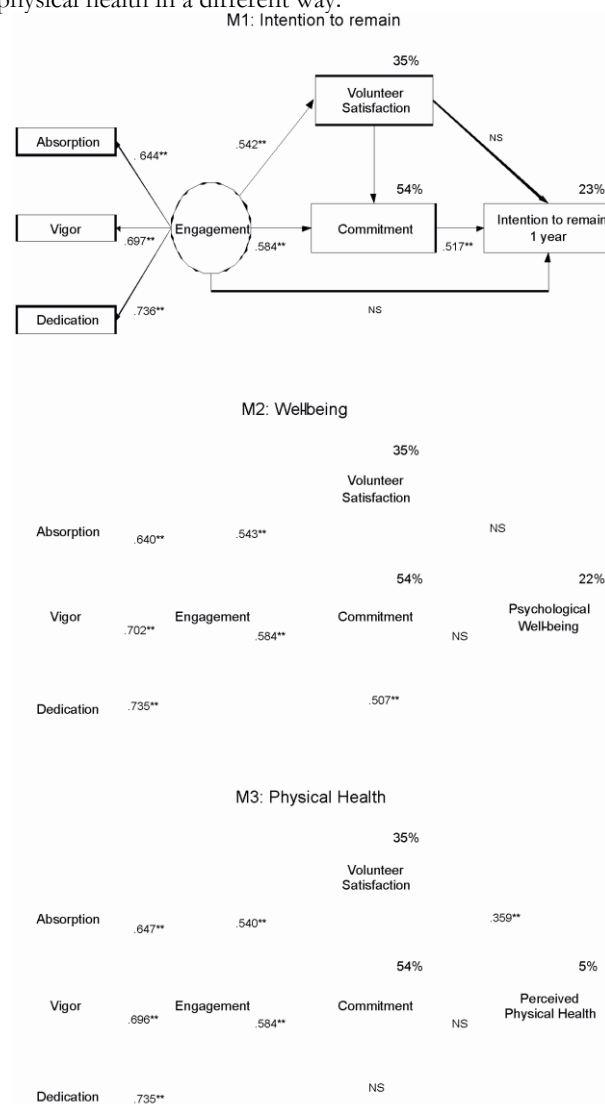 physical health in a different way.
M1: Intention to remain
35%
Volunteer
Satisfaction
Absorption
.644**
.542**
NS
54%
23%
Vigor
.697**
Engagement
.584**
Commitment
.517**
Intention to remain
1 year
Dedication
.736**
NS
M2: Well-being
35%
Volunteer
Satisfaction
Absorption
.640**
.543**
NS
54%
22%
Vigor
.702**
Engagement
.584**
Commitment
NS
Psychological
Well-being
Dedication
.735**
.507**
M3: Physical Health
35%
Volunteer
Satisfaction
Absorption
.647**
.540**
.359**
54%
5%
Vigor
.696**
Engagement
.584**
Commitment
NS
Perceived
Physical Health
Dedication
.735**
NS